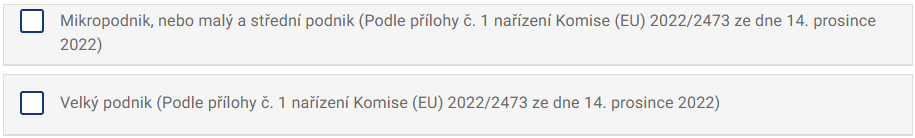 Mikropodnik, nebo malý a střední podnik (Podle přílohy č. 1 nařízení Komise (EU) 2022/2473 ze dne 14. prosince
2022)
Velký podnik (Podle přílohy č. 1 nařízení Komise (EU) 2022/2473 ze dne 14. prosince 2022)